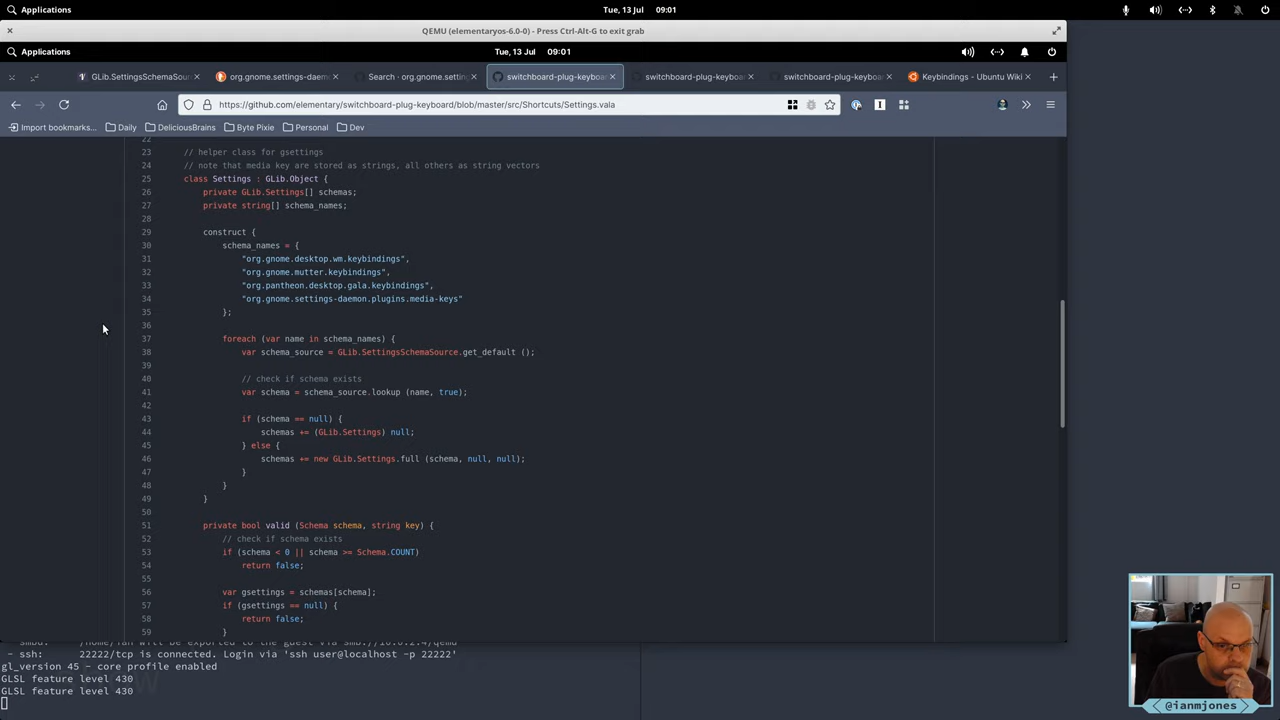 Applications
Tue, 13 Jul 09:01
QEMU (elementaryos-6.0-0) - Press Ctrl-Alt-G to exit grab
Applications
Tue, 13 Jul 09:01
GLib.SettingsSchemaSour
org.gnome.settings-daem
Search · org.gnome.setting
switchboard-plug-keyboa
switchboard-plug-keyboa
switchboard-plug-keyboa
Keybindings - Ubuntu Wiki
https://github.com/elementary/switchboard-plug-keyboard/blob/master/src/Shortcuts/Settings.vala
Import bookmarks...
Daily
DeliciousBrains
Byte Pixie
Personal
Dev
22
23 // helper class for gsettings
24 // note that media key are stored as strings, all others as string vectors
25 class Settings : GLib.Object {
26 private GLib.Settings[] schemas;
27 private string[] schema_names;
28
29 construct {
30 schema_names = {
31 "org.gnome.desktop.wm.keybindings",
32 "org.gnome.mutter.keybindings",
33 "org.pantheon.desktop.gala.keybindings",
34 "org.gnome.settings-daemon.plugins.media-keys"
35 };
36
37 foreach (var name in schema_names) {
38 var schema_source = GLib.SettingsSchemaSource.get_default ();
39
40 // check if schema exists
41 var schema = schema_source.lookup (name, true);
42
43 if (schema == null) {
44 schemas += (GLib.Settings) null;
45 } else {
46 schemas += new GLib.Settings.full (schema, null, null);
47 }
48 }
49 }
50
51 private bool valid (Schema schema, string key) {
52 // check if schema exists
53 if (schema < 0 || schema >= Schema.COUNT)
54 return false;
55
56 var gsettings = schemas[schema];
57 if (gsettings == null) {
58 return false;
59 }
- ssh: 22222/tcp is connected. Login via 'ssh user@localhost -p 22222'
gl_version 45 - core profile enabled
GLSL feature level 430
GLSL feature level 430
@ianmjones